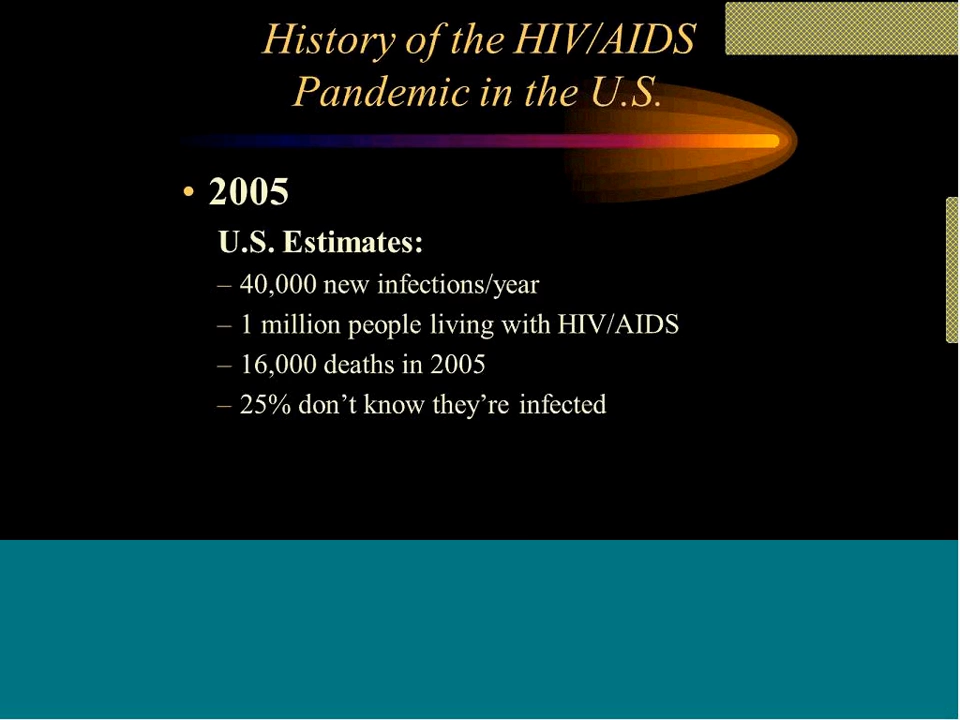 History of the HIV/AIDS
Pandemic in the U.S.
• 2005
U.S. Estimates:
– 40,000 new infections/year
– 1 million people living with HIV/AIDS
– 16,000 deaths in 2005
– 25% don’t know they’re infected